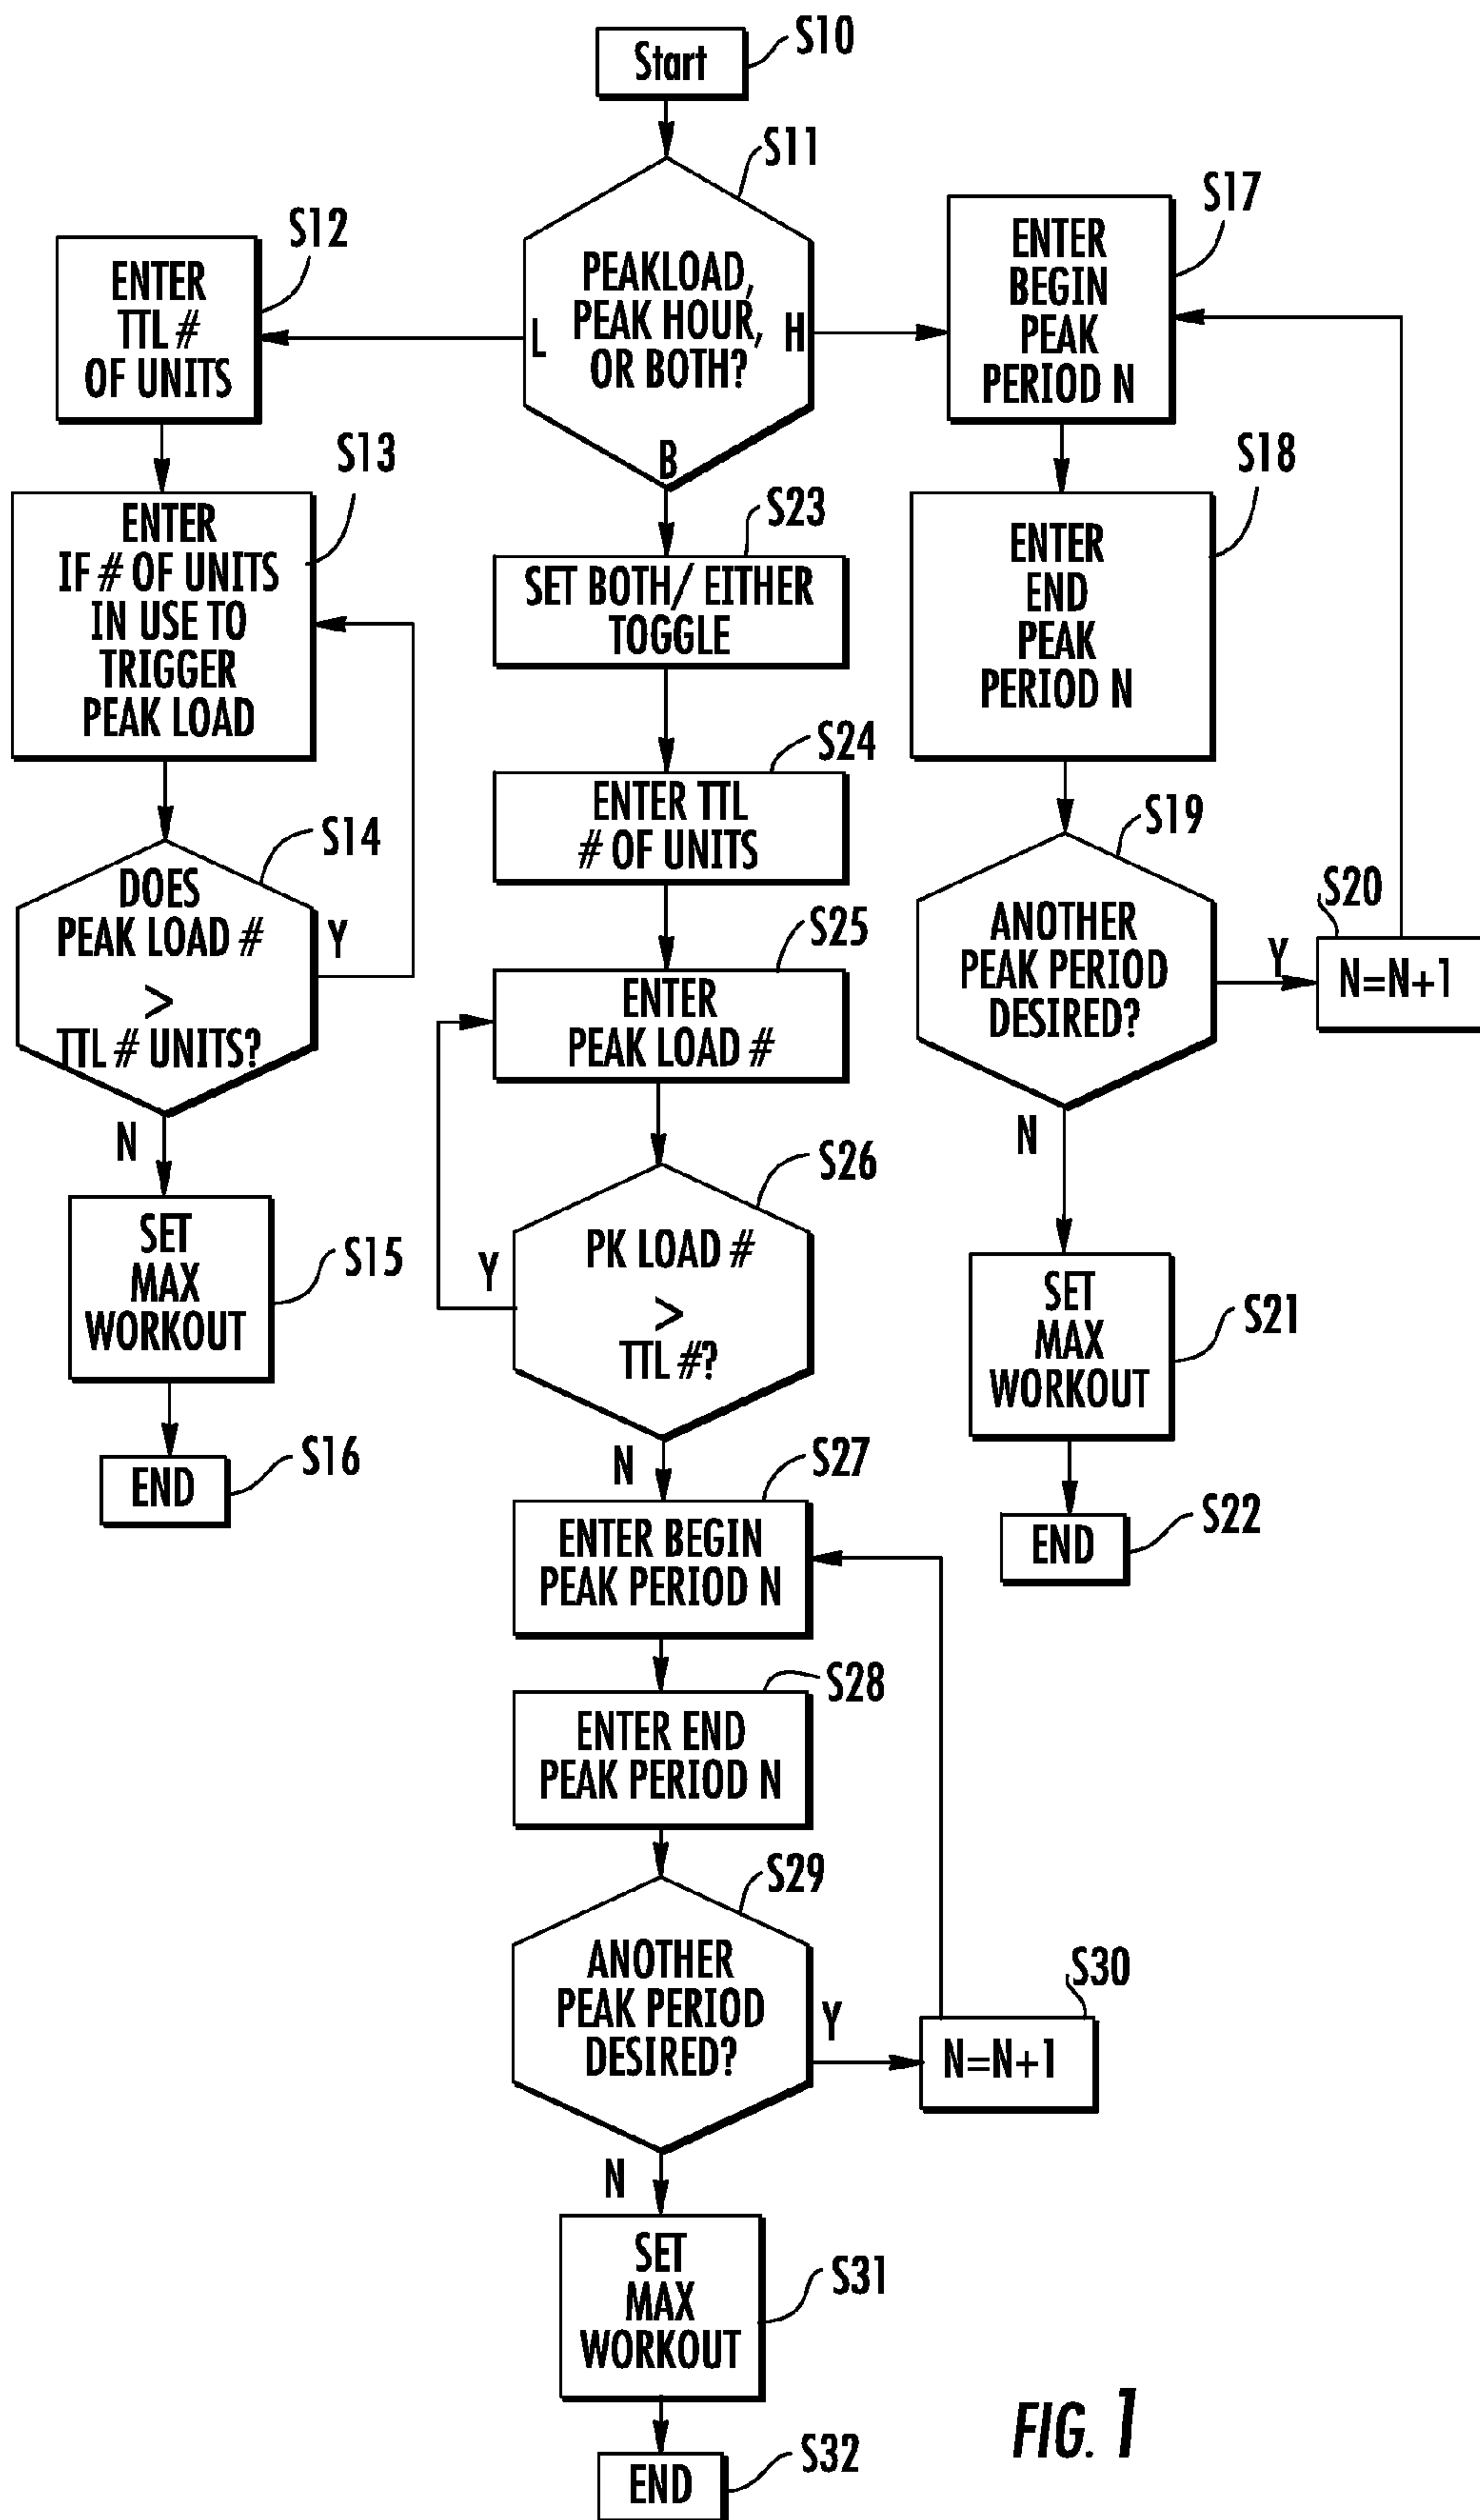 Start
S10
S11
PEAKLOAD,
PEAK HOUR,
OR BOTH?
L
H
B
S12
ENTER
TTL #
OF UNITS
S13
ENTER
IF # OF UNITS
IN USE TO
TRIGGER
PEAK LOAD
S14
DOES
PEAK LOAD #
>
TTL # UNITS?
Y
N
S15
SET
MAX
WORKOUT
S16
END
S17
ENTER
BEGIN
PEAK
PERIOD N
S18
ENTER
END
PEAK
PERIOD N
S19
ANOTHER
PEAK PERIOD
DESIRED?
Y
S20
N=N+1
N
S21
SET
MAX
WORKOUT
S22
END
S23
SET BOTH/ EITHER
TOGGLE
S24
ENTER TTL
# OF UNITS
S25
ENTER
PEAK LOAD #
S26
PK LOAD #
>
TTL #?
Y
N
S27
ENTER BEGIN
PEAK PERIOD N
S28
ENTER END
PEAK PERIOD N
S29
ANOTHER
PEAK PERIOD
DESIRED?
Y
S30
N=N+1
N
S31
SET
MAX
WORKOUT
S32
END
FIG. 1